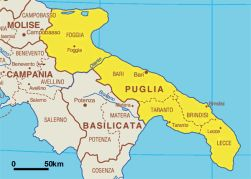 CAMPOBASSO
MOLISE
Campobasso
FOGGIA
Foggia
BENEVENTO
Benevento
CAMPANIA
AVELLINO
Avellino
Salerno
SALERNO
BARI
Bari
PUGLIA
Potenza
MATERA
Matera
BASILICATA
POTENZA
TARANTO
Taranto
BRINDISI
Brindisi
Lecce
LECCE
COSENZA
0 50km